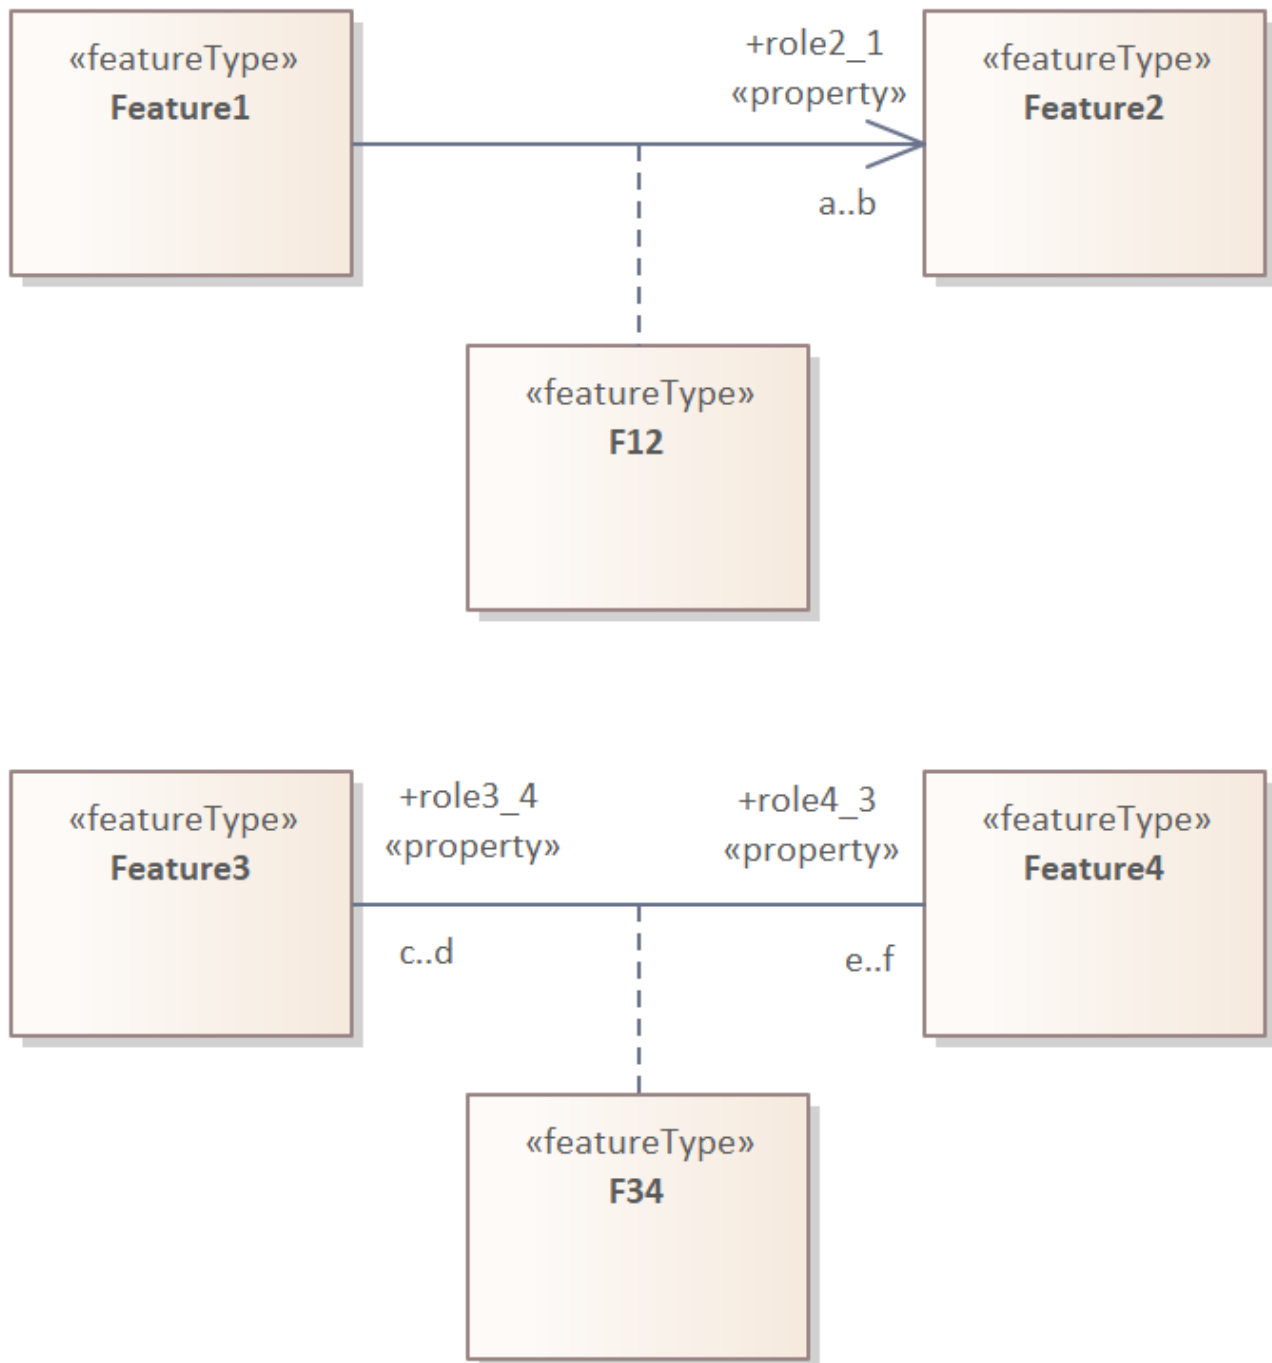 «featureType»
Feature1
+role2_1
«property»
a..b
«featureType»
Feature2
«featureType»
F12
«featureType»
Feature3
+role3_4
«property»
c..d
+role4_3
«property»
e..f
«featureType»
Feature4
«featureType»
F34